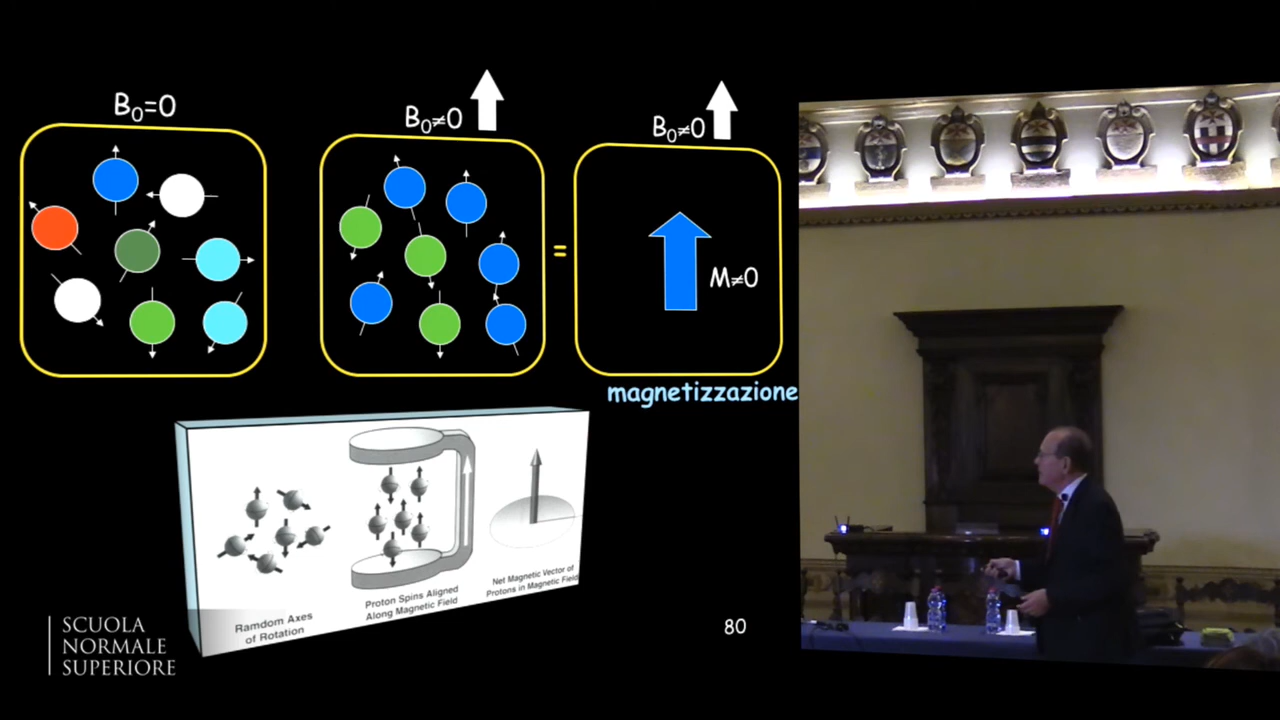 B₀=0
B₀≠0
B₀≠0
=
M≠0
magnetizzazione
Ramdom Axes
of Rotation
Proton Spins Aligned
Along Magnetic Field
Net Magnetic Vector of
Protons in Magnetic Field
80
SCUOLA
NORMALE
SUPERIORE